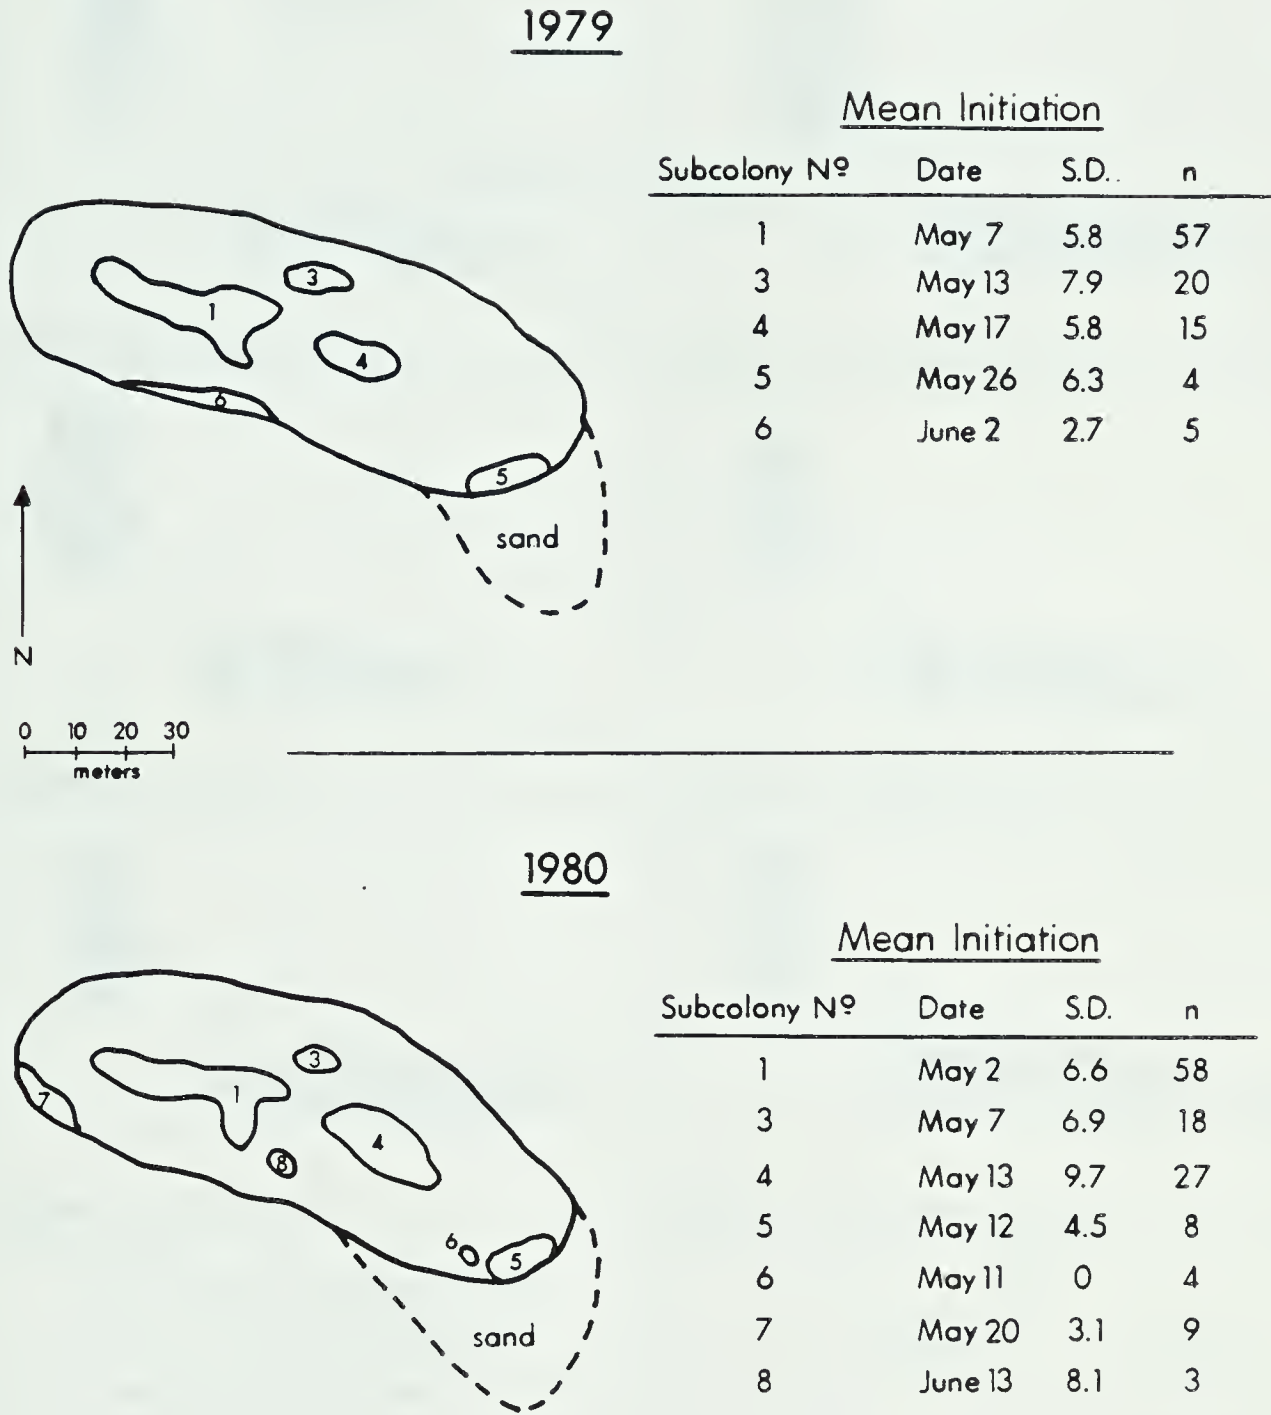 1979
Mean Initiation
Subcolony Nº Date S.D. n
1 May 7 5.8 57
3 May 13 7.9 20
4 May 17 5.8 15
5 May 26 6.3 4
6 June 2 2.7 5
3
1
4
6
5
sand
N
0 10 20 30
meters
1980
Mean Initiation
Subcolony Nº Date S.D. n
1 May 2 6.6 58
3 May 7 6.9 18
4 May 13 9.7 27
5 May 12 4.5 8
6 May 11 0 4
7 May 20 3.1 9
8 June 13 8.1 3
3
1
7
4
8
6
5
sand